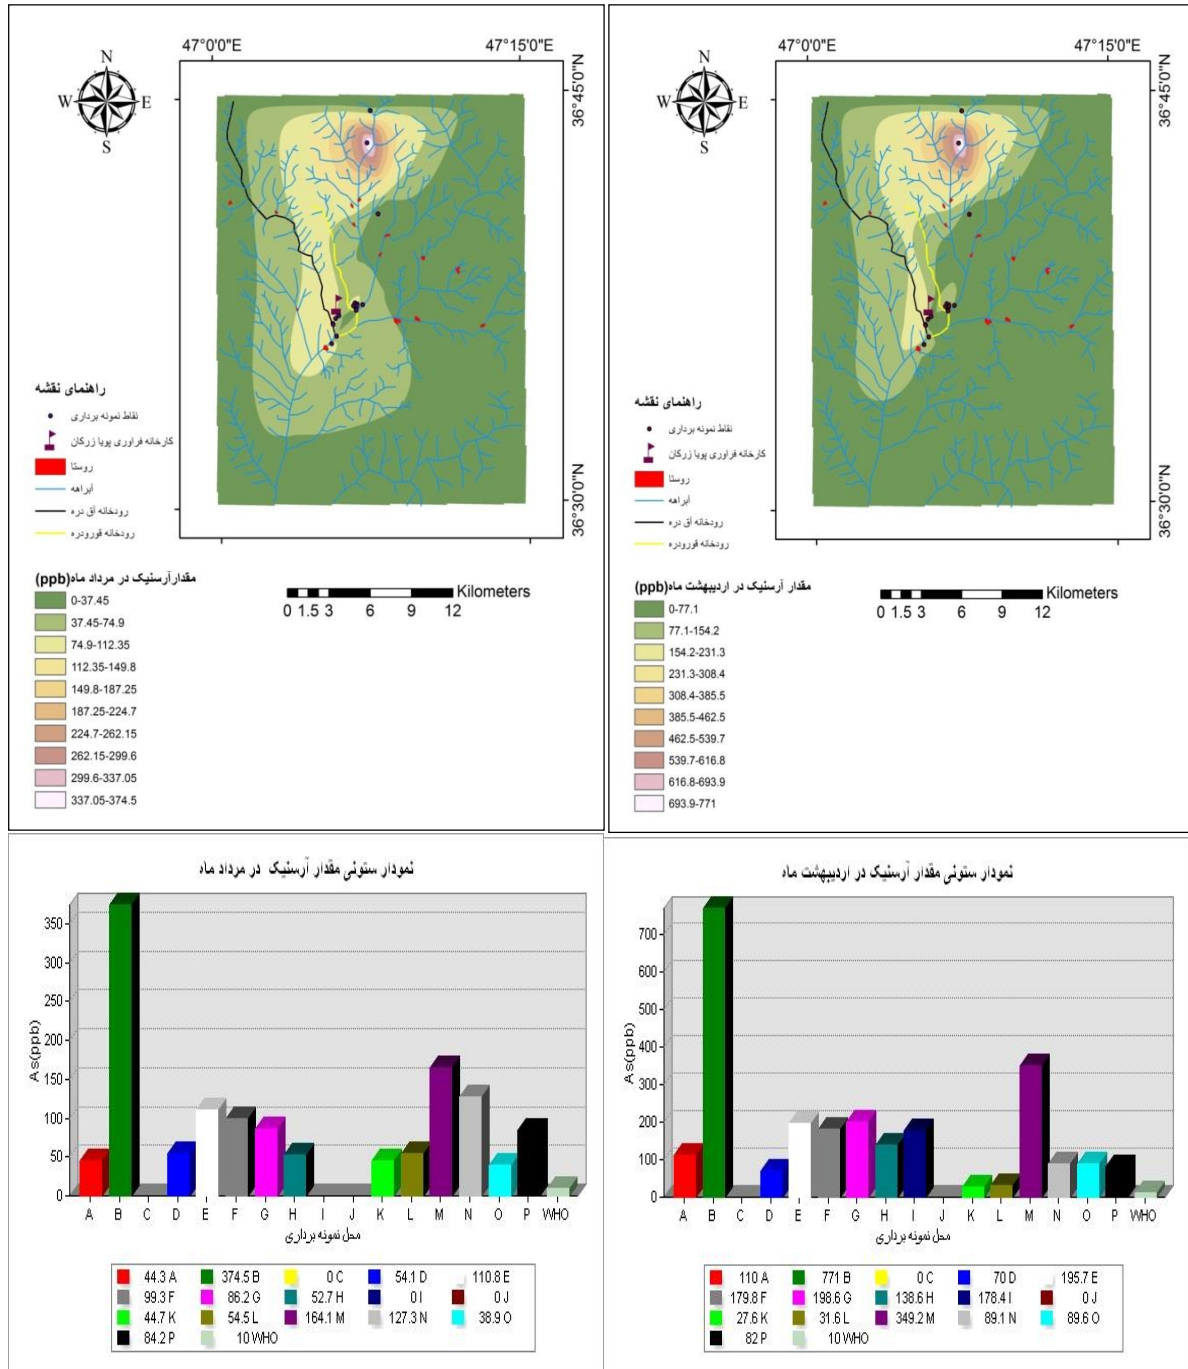 47°0'0"E 47°15'0"E
N
W E
S
36°45'0"N
36°30'0"N
راهنمای نقشه
نقاط نمونه برداری
کارخانه فراوری پویا زرکان
روستا
آبراهه
رودخانه آق دره
رودخانه قورودره
مقدارآرسنیک در مرداد ماه(ppb)
0-37.45
37.45-74.9
74.9-112.35
112.35-149.8
149.8-187.25
187.25-224.7
224.7-262.15
262.15-299.6
299.6-337.05
337.05-374.5
Kilometers
0 1.5 3 6 9 12
47°0'0"E 47°15'0"E
N
W E
S
36°45'0"N
36°30'0"N
راهنمای نقشه
نقاط نمونه برداری
کارخانه فراوری پویا زرکان
روستا
آبراهه
رودخانه آق دره
رودخانه قورودره
مقدار آرسنیک در اردیبهشت ماه(ppb)
0-77.1
77.1-154.2
154.2-231.3
231.3-308.4
308.4-385.5
385.5-462.5
462.5-539.7
539.7-616.8
616.8-693.9
693.9-771
Kilometers
0 1.5 3 6 9 12
نمودار ستونی مقدار آرسنیک در مرداد ماه
As(ppb)
350
300
250
200
150
100
50
0
A B C D E F G H I J K L M N O P WHO
محل نمونه برداری
44.3 A 374.5 B 0 C 54.1 D 110.8 E
99.3 F 86.2 G 52.7 H 0 I 0 J
44.7 K 54.5 L 164.1 M 127.3 N 38.9 O
84.2 P 10 WHO
نمودار ستونی مقدار آرسنیک در اردیبهشت ماه
As(ppb)
700
600
500
400
300
200
100
0
A B C D E F G H I J K L M N O P WHO
محل نمونه برداری
110 A 771 B 0 C 70 D 195.7 E
179.8 F 198.6 G 138.6 H 178.4 I 0 J
27.6 K 31.6 L 349.2 M 89.1 N 89.6 O
82 P 10 WHO